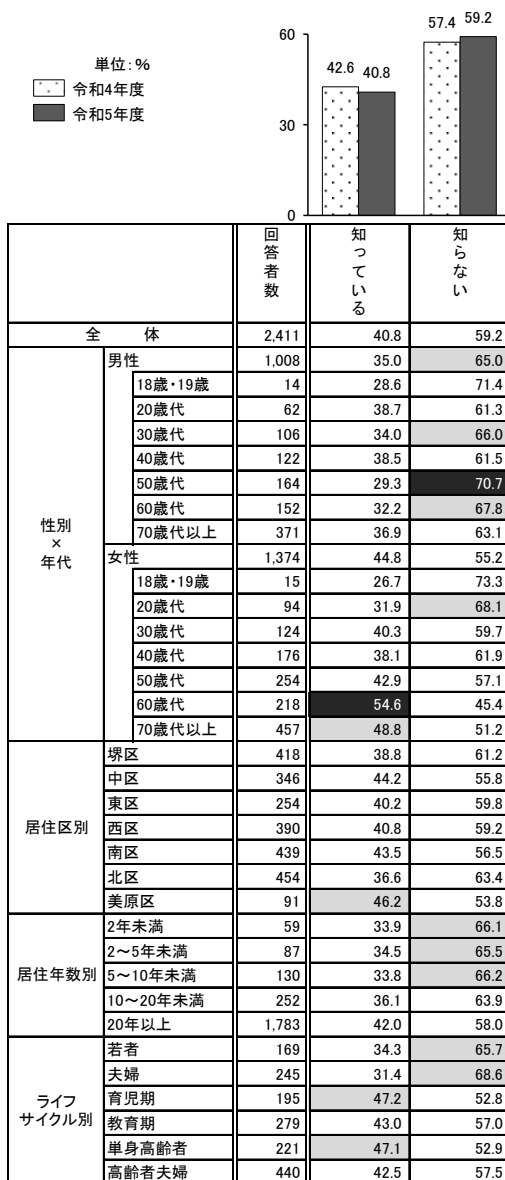 単位:%
令和4年度
令和5年度
60
30
0
42.6 40.8
57.4 59.2
回答者数 知っている 知らない
全 体 2,411 40.8 59.2
性別×年代
男性 1,008 35.0 65.0
18歳・19歳 14 28.6 71.4
20歳代 62 38.7 61.3
30歳代 106 34.0 66.0
40歳代 122 38.5 61.5
50歳代 164 29.3 70.7
60歳代 152 32.2 67.8
70歳代以上 371 36.9 63.1
女性 1,374 44.8 55.2
18歳・19歳 15 26.7 73.3
20歳代 94 31.9 68.1
30歳代 124 40.3 59.7
40歳代 176 38.1 61.9
50歳代 254 42.9 57.1
60歳代 218 54.6 45.4
70歳代以上 457 48.8 51.2
居住区別
堺区 418 38.8 61.2
中区 346 44.2 55.8
東区 254 40.2 59.8
西区 390 40.8 59.2
南区 439 43.5 56.5
北区 454 36.6 63.4
美原区 91 46.2 53.8
居住年数別
2年未満 59 33.9 66.1
2～5年未満 87 34.5 65.5
5～10年未満 130 33.8 66.2
10～20年未満 252 36.1 63.9
20年以上 1,783 42.0 58.0
ライフ
サイクル別
若者 169 34.3 65.7
夫婦 245 31.4 68.6
育児期 195 47.2 52.8
教育期 279 43.0 57.0
単身高齢者 221 47.1 52.9
高齢者夫婦 440 42.5 57.5